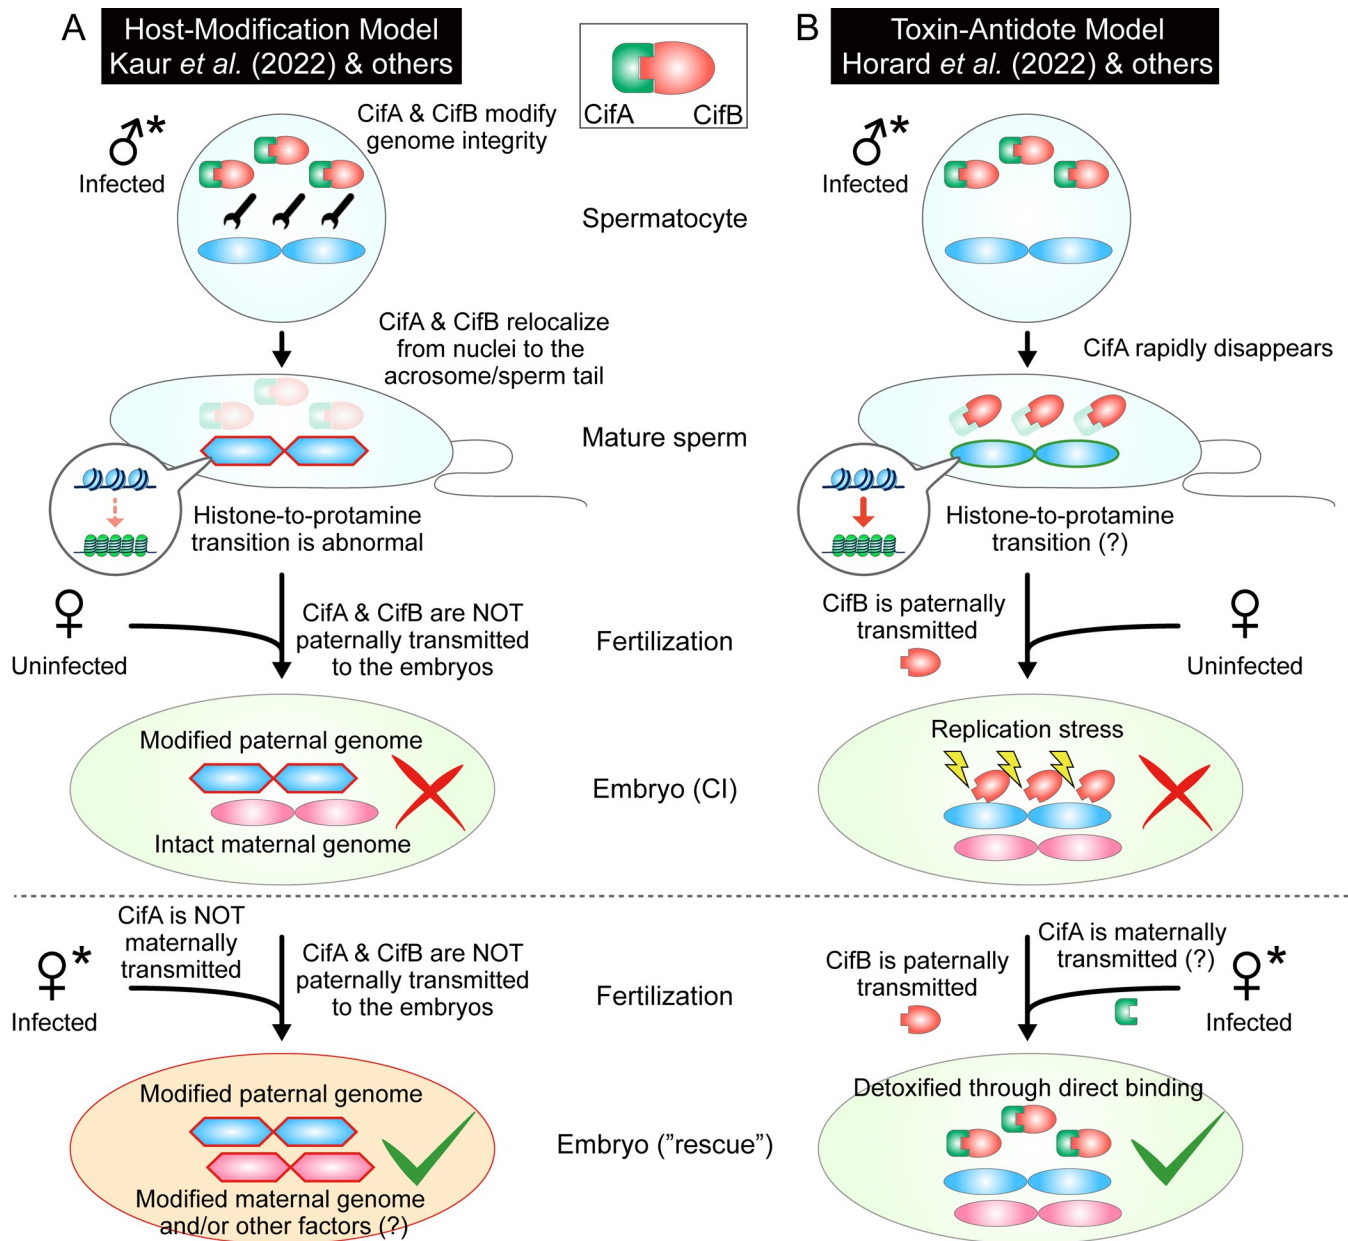 A
Host-Modification Model
Kaur et al. (2022) & others
CifA
CifB
B
Toxin-Antidote Model
Horard et al. (2022) & others
♂*
Infected
CifA & CifB modify
genome integrity
Spermatocyte
♂*
Infected
CifA & CifB relocalize
from nuclei to the
acrosome/sperm tail
CifA rapidly disappears
Mature sperm
Histone-to-protamine
transition is abnormal
Histone-to-protamine
transition (?)
♀
Uninfected
CifA & CifB are NOT
paternally transmitted
to the embryos
Fertilization
CifB is paternally
transmitted
♀
Uninfected
Modified paternal genome
Intact maternal genome
Embryo (CI)
Replication stress
CifA is NOT
maternally
transmitted
♀*
Infected
CifA & CifB are NOT
paternally transmitted
to the embryos
Fertilization
CifB is paternally
transmitted
CifA is maternally
transmitted (?)
♀*
Infected
Modified paternal genome
Modified maternal genome
and/or other factors (?)
Embryo ("rescue")
Detoxified through direct binding